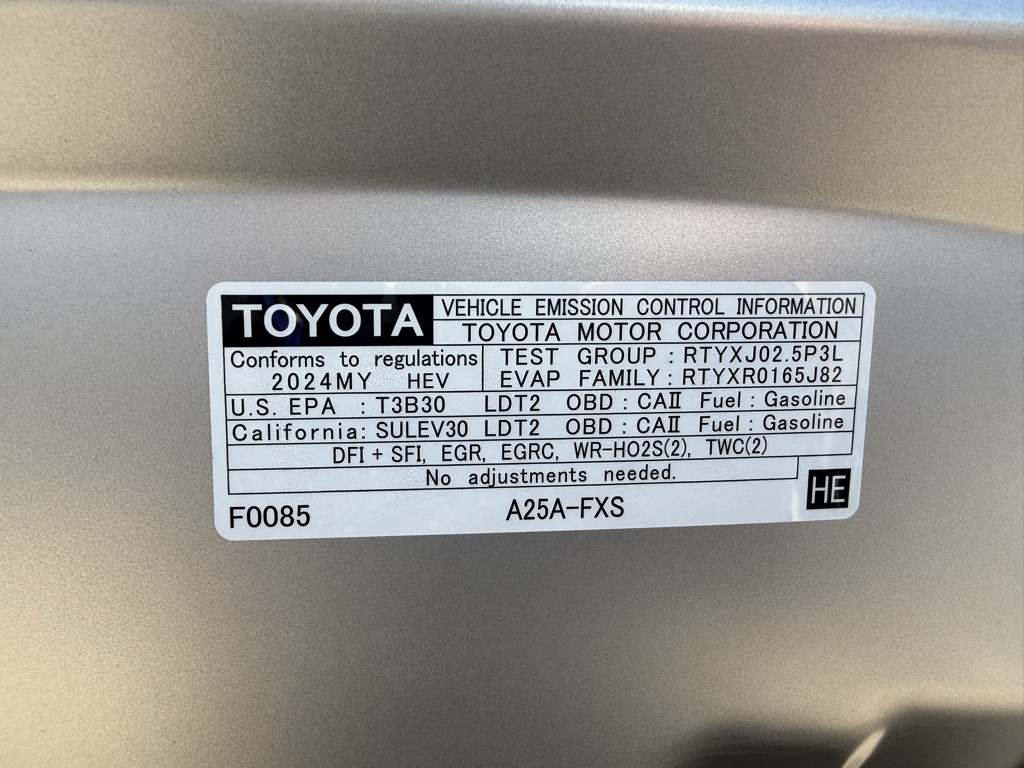 TOYOTA VEHICLE EMISSION CONTROL INFORMATION
TOYOTA MOTOR CORPORATION
Conforms to regulations TEST GROUP : RTYXJ02.5P3L
2024MY HEV EVAP FAMILY : RTYXR0165J82
U.S. EPA : T3B30 LDT2 OBD : CAⅡ Fuel : Gasoline
California: SULEV30 LDT2 OBD : CAⅡ Fuel : Gasoline
DFI + SFI, EGR, EGRC, WR-HO2S(2), TWC(2)
No adjustments needed.
HE
F0085 A25A-FXS